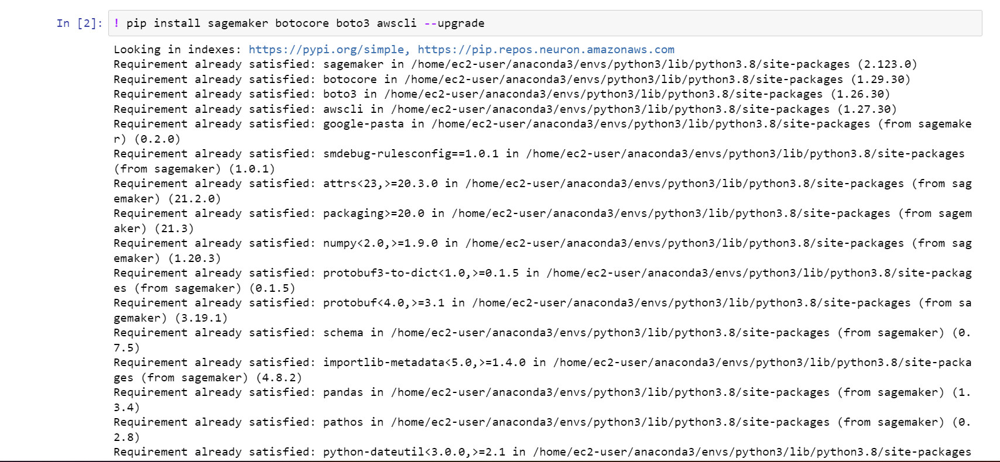 In [2]: ! pip install sagemaker botocore boto3 awscli --upgrade
Looking in indexes: https://pypi.org/simple, https://pip.repos.neuron.amazonaws.com
Requirement already satisfied: sagemaker in /home/ec2-user/anaconda3/envs/python3/lib/python3.8/site-packages (2.123.0)
Requirement already satisfied: botocore in /home/ec2-user/anaconda3/envs/python3/lib/python3.8/site-packages (1.29.30)
Requirement already satisfied: boto3 in /home/ec2-user/anaconda3/envs/python3/lib/python3.8/site-packages (1.26.30)
Requirement already satisfied: awscli in /home/ec2-user/anaconda3/envs/python3/lib/python3.8/site-packages (1.27.30)
Requirement already satisfied: google-pasta in /home/ec2-user/anaconda3/envs/python3/lib/python3.8/site-packages (from sagemake
r) (0.2.0)
Requirement already satisfied: smdebug-rulesconfig==1.0.1 in /home/ec2-user/anaconda3/envs/python3/lib/python3.8/site-packages
(from sagemaker) (1.0.1)
Requirement already satisfied: attrs<23,>=20.3.0 in /home/ec2-user/anaconda3/envs/python3/lib/python3.8/site-packages (from sag
emaker) (21.2.0)
Requirement already satisfied: packaging>=20.0 in /home/ec2-user/anaconda3/envs/python3/lib/python3.8/site-packages (from sagem
aker) (21.3)
Requirement already satisfied: numpy<2.0,>=1.9.0 in /home/ec2-user/anaconda3/envs/python3/lib/python3.8/site-packages (from sag
emaker) (1.20.3)
Requirement already satisfied: protobuf3-to-dict<1.0,>=0.1.5 in /home/ec2-user/anaconda3/envs/python3/lib/python3.8/site-packag
es (from sagemaker) (0.1.5)
Requirement already satisfied: protobuf<4.0,>=3.1 in /home/ec2-user/anaconda3/envs/python3/lib/python3.8/site-packages (from sa
gemaker) (3.19.1)
Requirement already satisfied: schema in /home/ec2-user/anaconda3/envs/python3/lib/python3.8/site-packages (from sagemaker) (0.
7.5)
Requirement already satisfied: importlib-metadata<5.0,>=1.4.0 in /home/ec2-user/anaconda3/envs/python3/lib/python3.8/site-packa
ges (from sagemaker) (4.8.2)
Requirement already satisfied: pandas in /home/ec2-user/anaconda3/envs/python3/lib/python3.8/site-packages (from sagemaker) (1.
3.4)
Requirement already satisfied: pathos in /home/ec2-user/anaconda3/envs/python3/lib/python3.8/site-packages (from sagemaker) (0.
2.8)
Requirement already satisfied: python-dateutil<3.0.0,>=2.1 in /home/ec2-user/anaconda3/envs/python3/lib/python3.8/site-packages